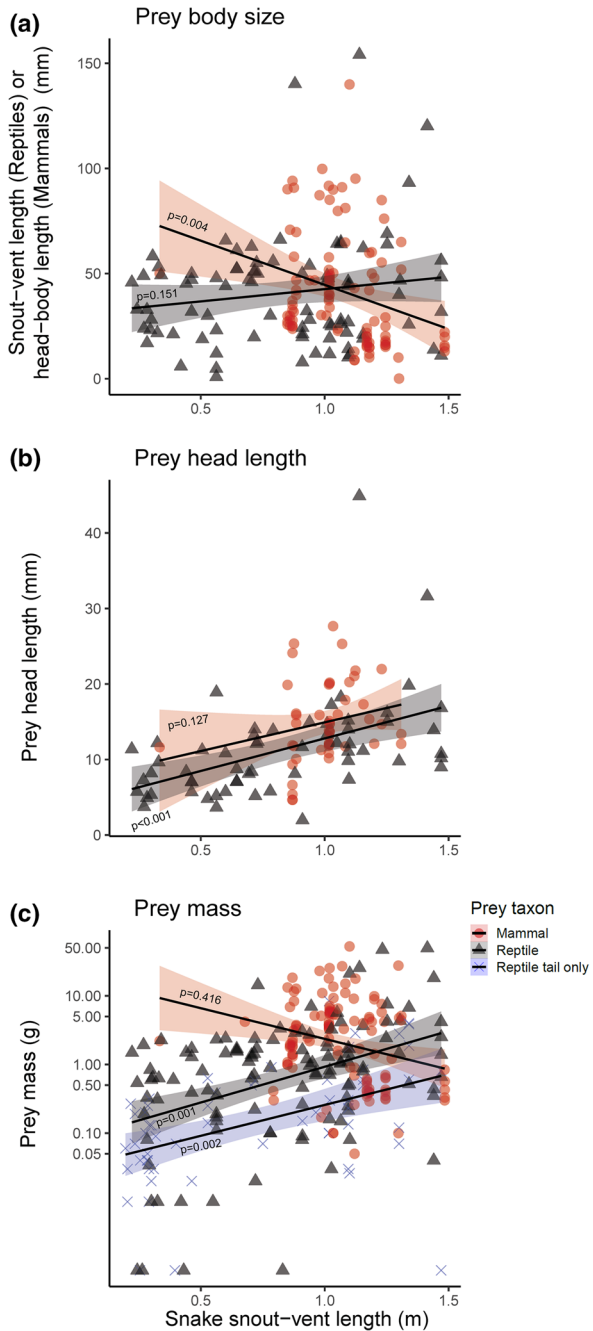 (a)
Prey body size
Snout−vent length (Reptiles) or
head−body length (Mammals) (mm)
150
100
50
0
p=0.004
p=0.151
0.5
1.0
1.5
(b)
Prey head length
Prey head length (mm)
40
30
20
10
0
p=0.127
p<0.001
0.5
1.0
1.5
(c)
Prey mass
Prey mass (g)
50.00
10.00
5.00
1.00
0.50
0.10
0.05
p=0.416
p=0.001
p=0.002
0.5
1.0
1.5
Snake snout−vent length (m)
Prey taxon
Mammal
Reptile
Reptile tail only